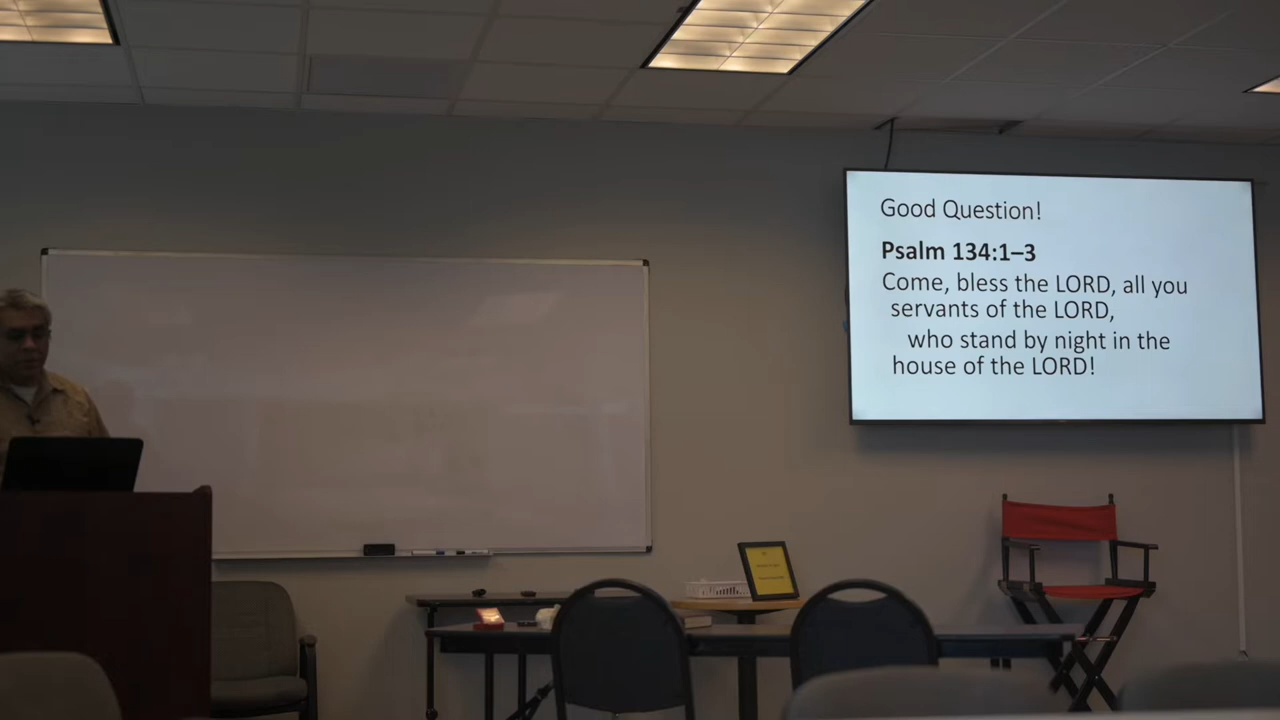 Good Question!
Psalm 134:1–3
Come, bless the LORD, all you
servants of the LORD,
who stand by night in the
house of the LORD!